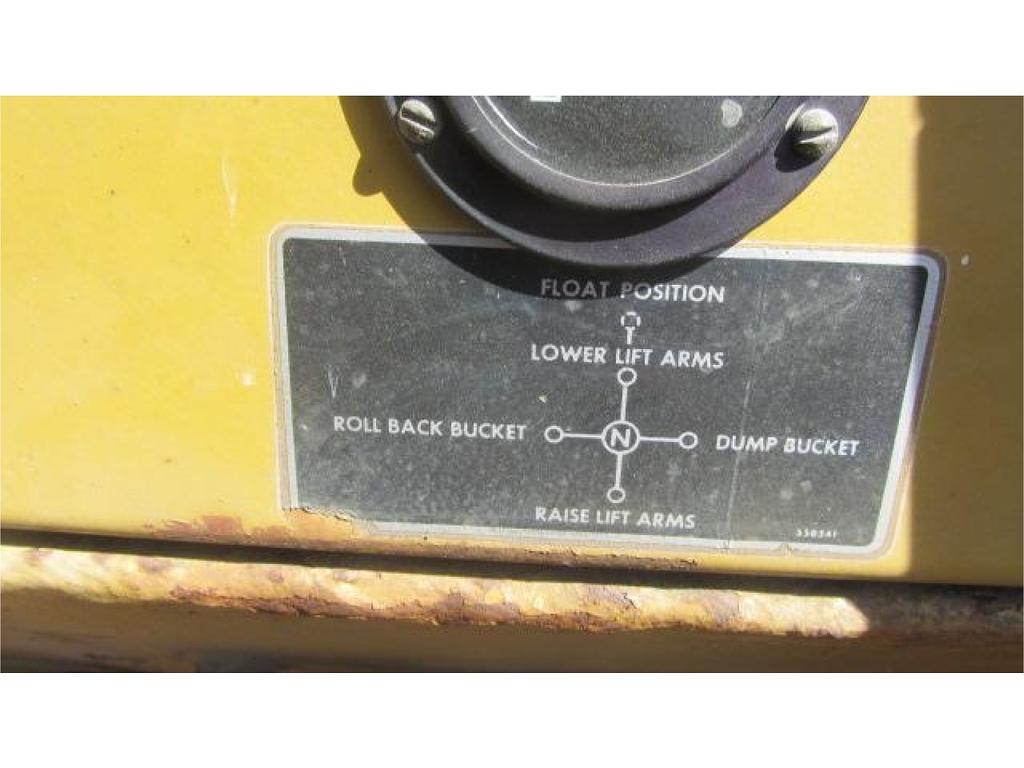 FLOAT POSITION
LOWER LIFT ARMS
ROLL BACK BUCKET N DUMP BUCKET
RAISE LIFT ARMS